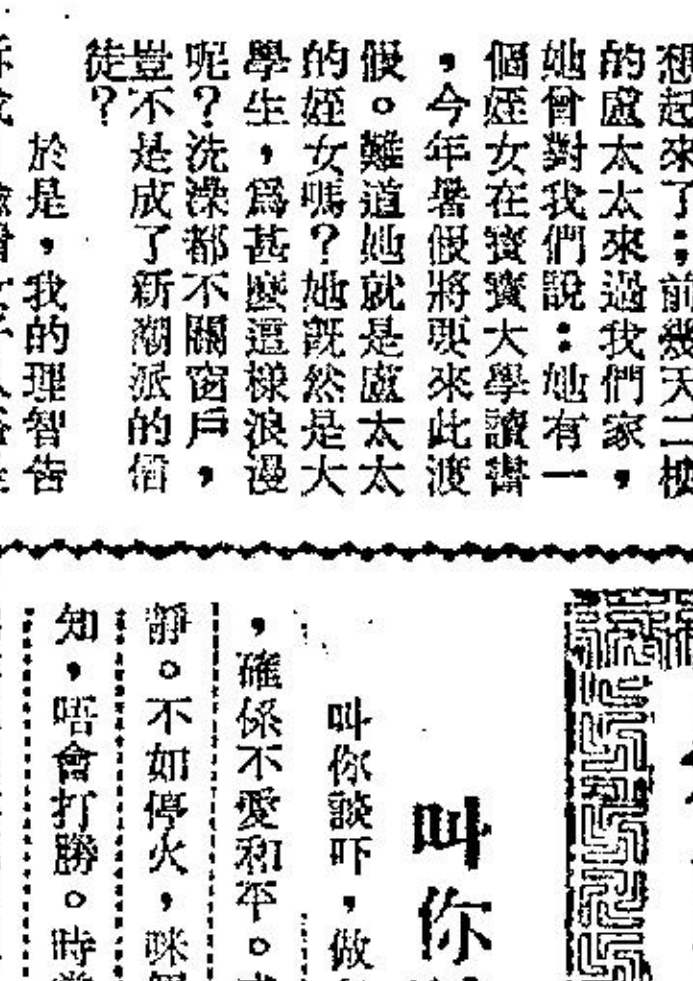 想起來了；前幾天二樓
的盧太太來過我們家，
她曾對我們說：她有一
個姪女在寶寶大學讀書
，今年暑假將要來此渡
假。難道她就是盧太太
的姪女嗎？她既然是大
學生，爲甚麼這樣浪漫
呢？洗澡都不關窗戶，
豈不是成了新潮派的信
徒？
於是，我的理智告
叫你
叫你談吓，做
，確係不愛和平。
靜。不如停火，咪
知，唔會打勝。時